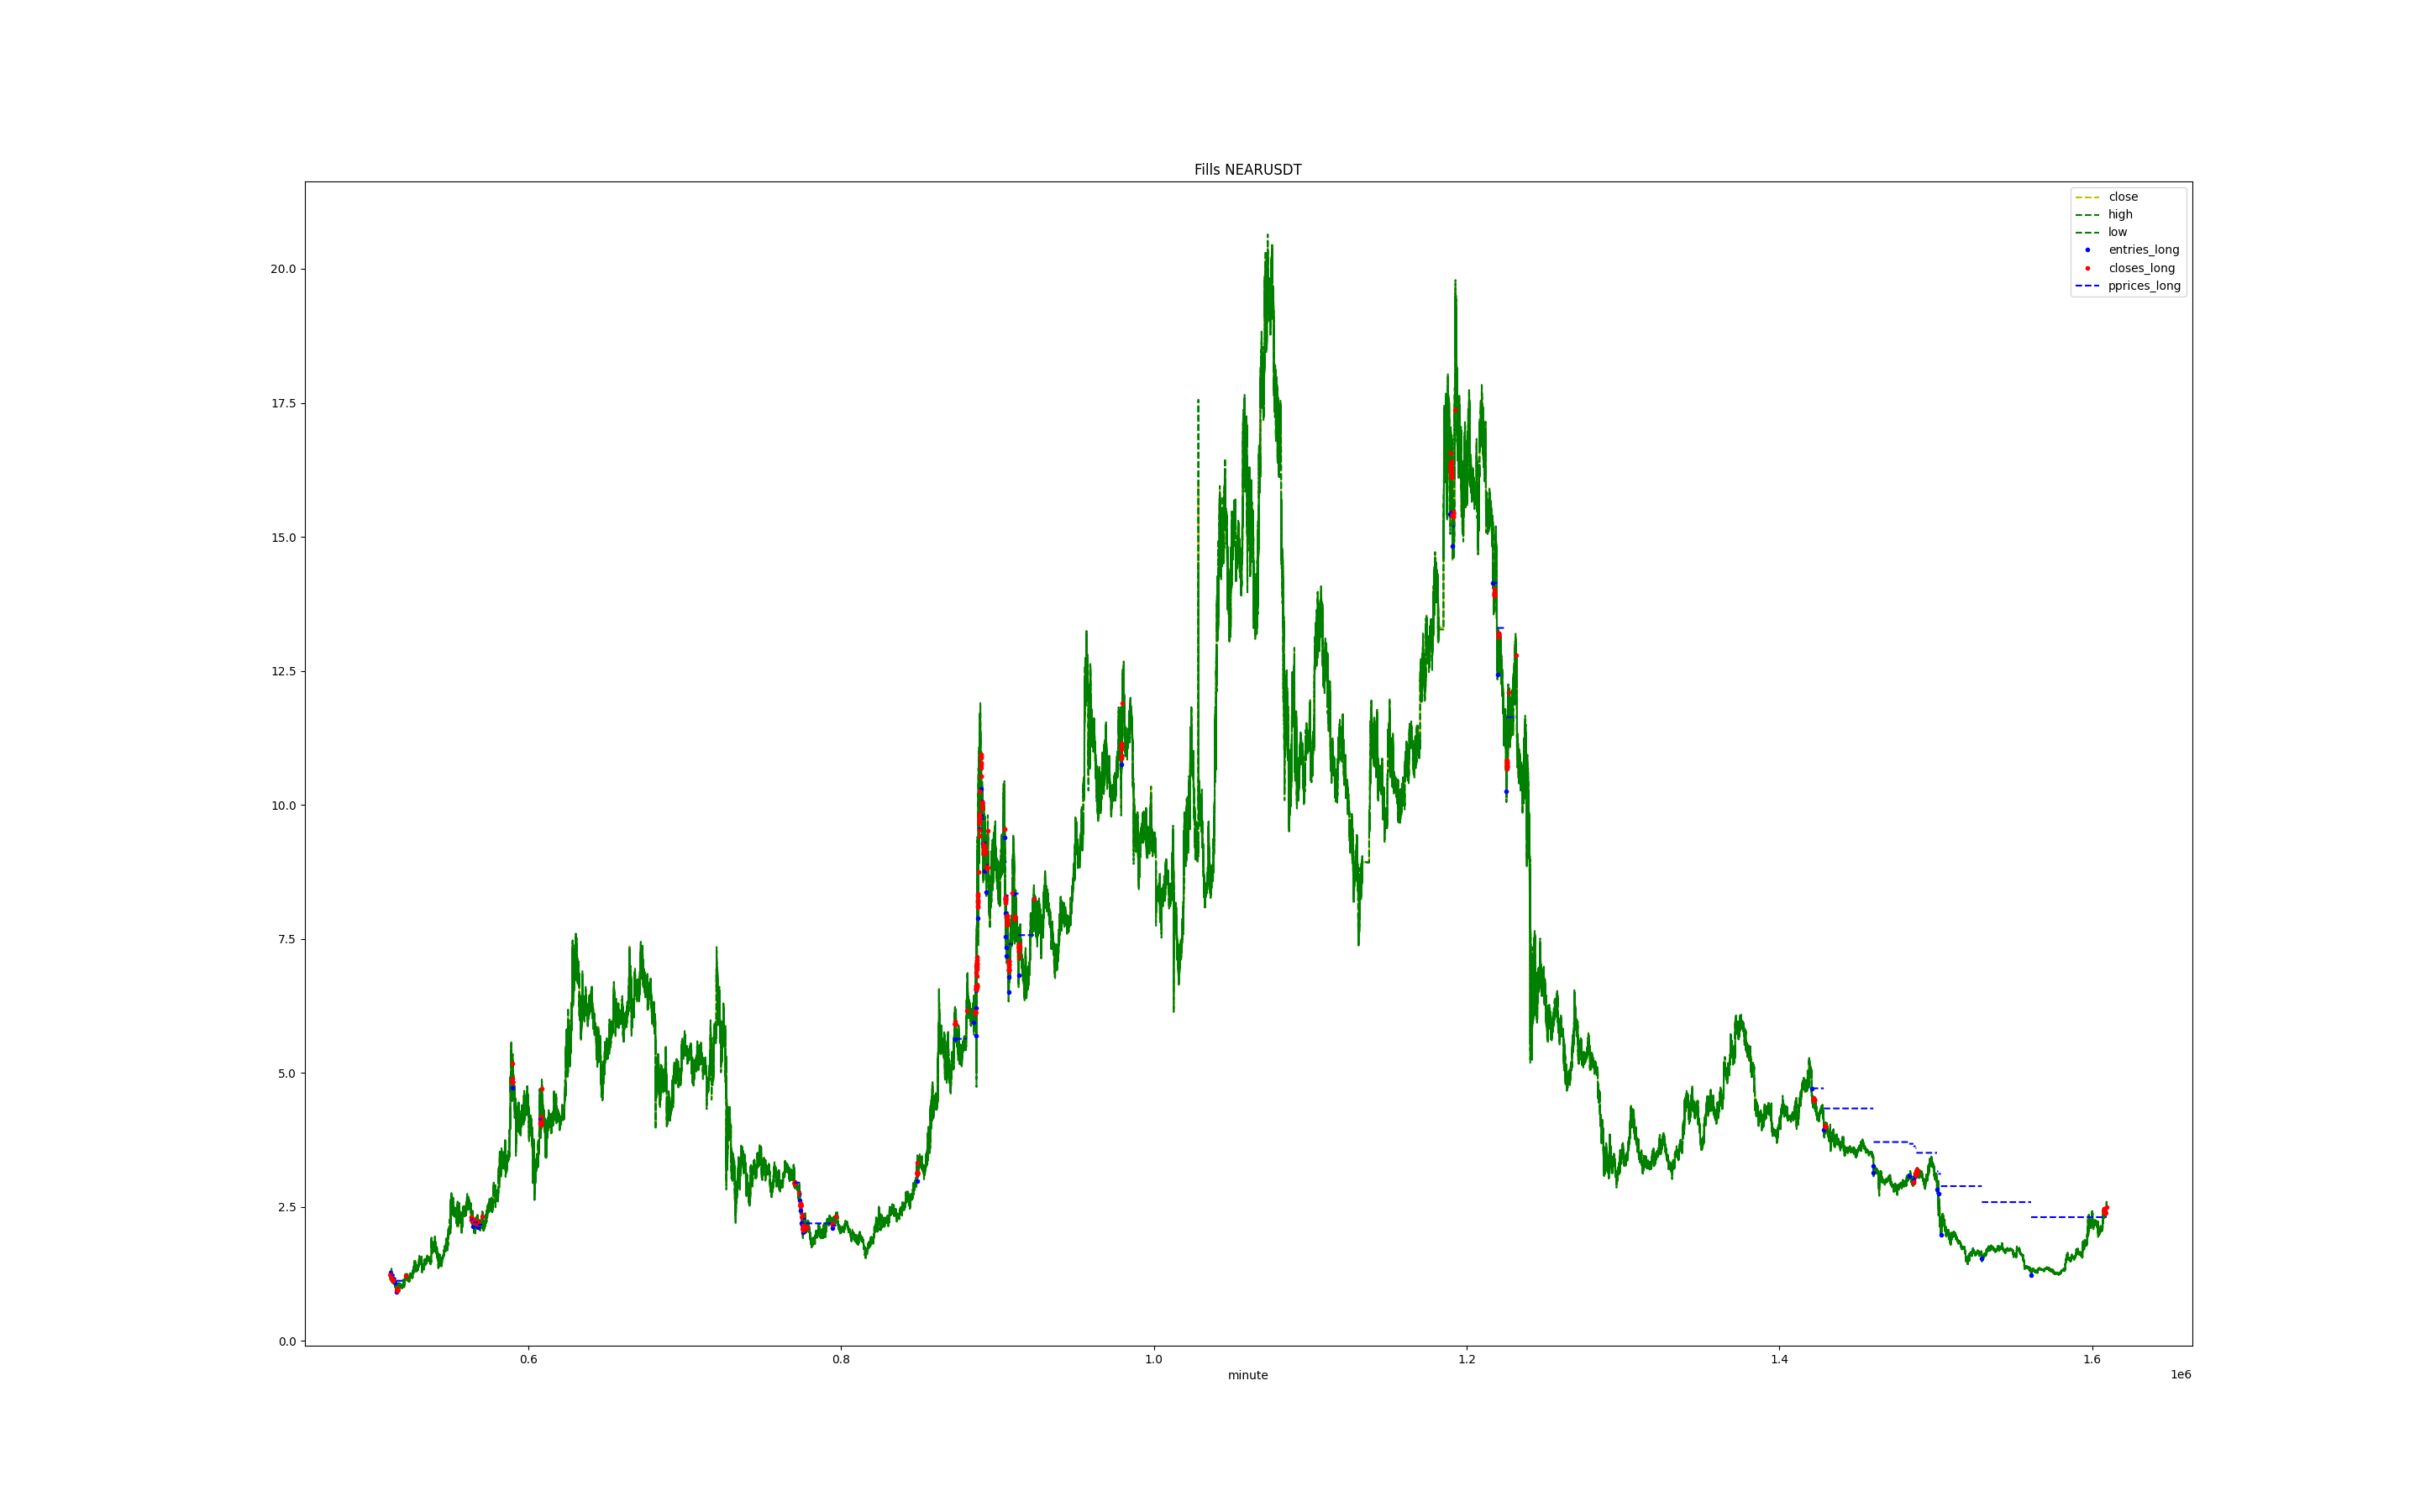 Fills NEARUSDT
close
high
low
entries_long
closes_long
pprices_long
20.0
17.5
15.0
12.5
10.0
7.5
5.0
2.5
0.0
0.6 0.8 1.0 1.2 1.4 1.6
minute
1e6